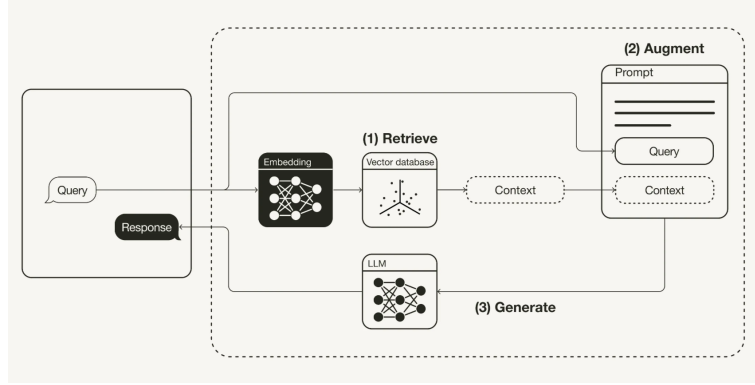 (2) Augment
Prompt
(1) Retrieve
Embedding
Vector database
Query
Query
Context
Context
Response
LLM
(3) Generate